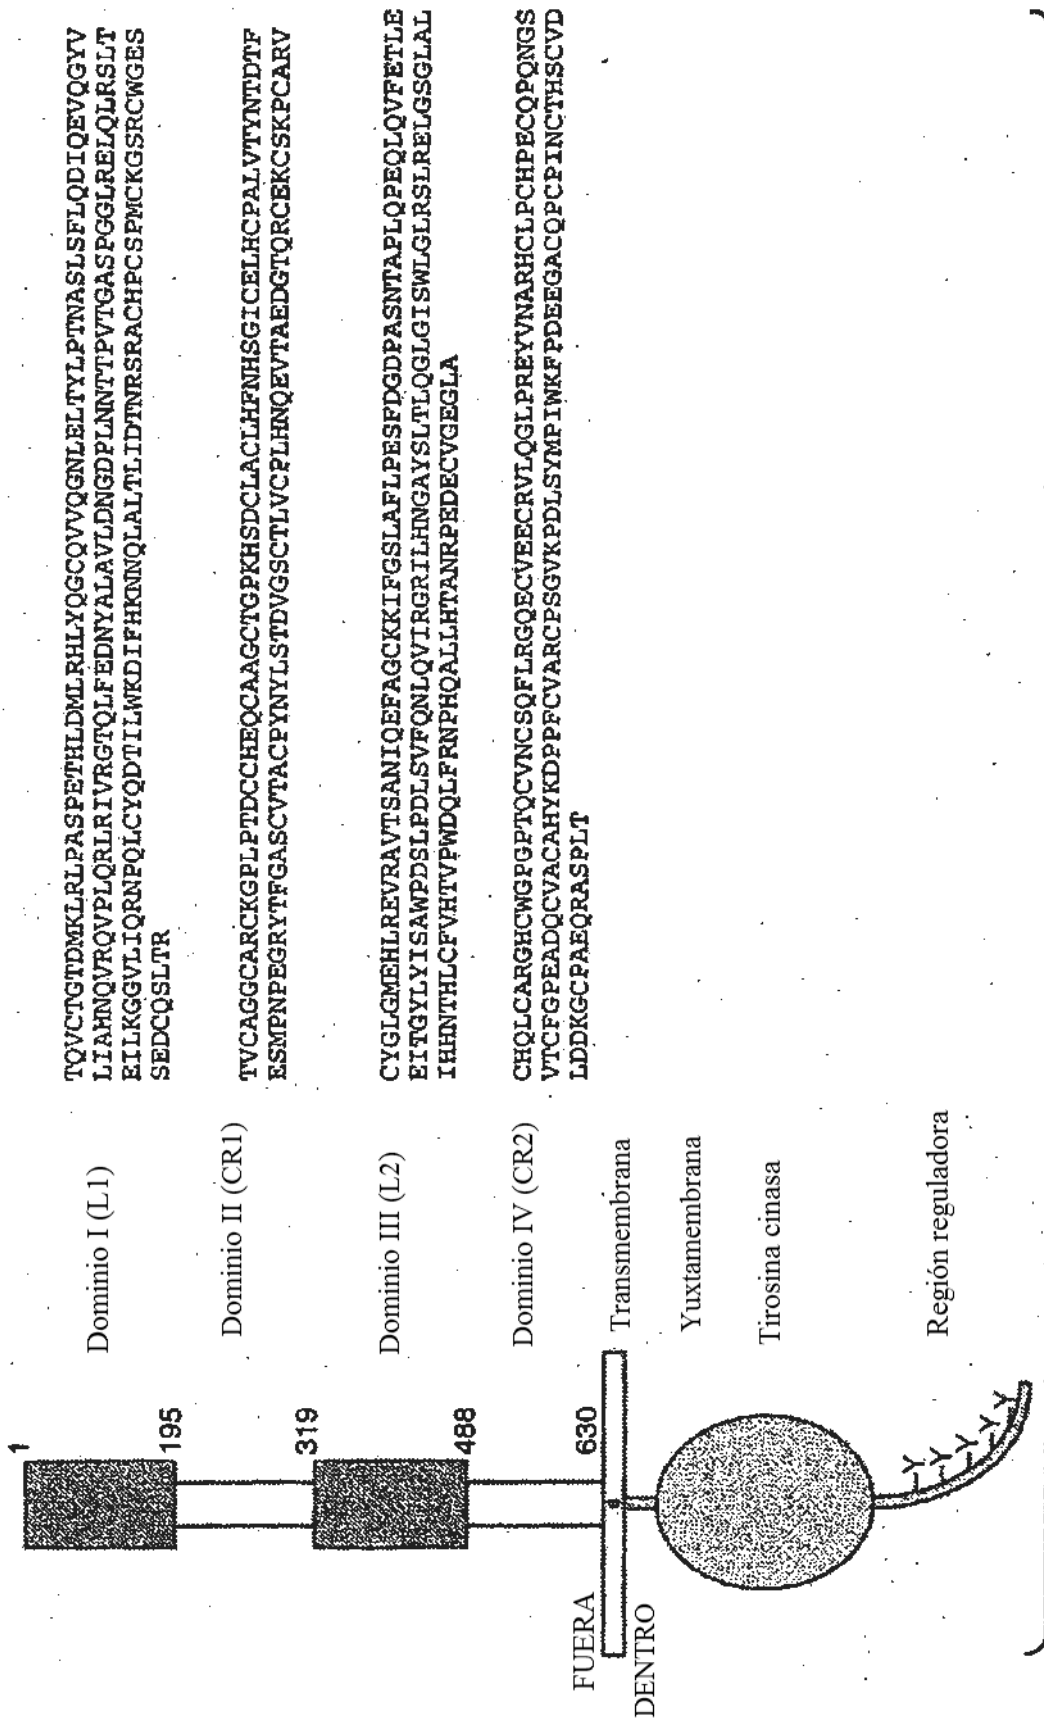 1
195
319
488
630
FUERA
DENTRO
Dominio I (L1)
TQVCTGTDMKLRLPASPETHLDMLRHLYQGCQVVQGNLELTYLPTNASLSFLQDIQEVQGYV
LIAHNQVRQVPLQRLRIVRGTQLFEDNYALAVLDNGDPLNNTTPVTGASPGGLRELQLRSLT
EILKGGVLIQRNPQLCYQDTILWKDIFHKNNQLALTLIDTNRSRACHPCSPMCKGSRCWGES
SEDCQSLTR
Dominio II (CR1)
TVCAGGCARCKGPLPTDCCHEQCAAGCTGPKHSDCLACLHFNHSGICELHCPALVTYNTDTF
ESMPNPEGRYTFGASCVTACPYNYLSTDVGSCTLVCPLHNQEVTAEDGTQRCEKCSKPCARV
Dominio III (L2)
CYGLGMEHLREVRAVTSANIQEFAGCKKIFGSLAFLPESFDGDPASNTAPLQPEQLQVFETLE
EITGYLYISAWPDSLPDLSVFQNLQVIRGRILHNGAYSLTLQGLGISWLGLRSLRELGSGLAL
IHHNTHLCFVHTVPWDQLFRNPHQALLHTANRPEDECVGEGLA
Dominio IV (CR2)
CHQLCARGHCWGPGPTQCVNCSQFLRGQECVEECRVLQGLPREYVNARHCLPCHPECQPQNGS
VTCFGPEADQCVACAHYKDPPFCVARCPSGVKPDLSYMPIWKFPDEEGACQPCPINCTHSCVD
LDDKGCPAEQRASPLT
Transmembrana
Yuxtamembrana
Tirosina cinasa
Región reguladora
Y
Y
Y
Y
Y